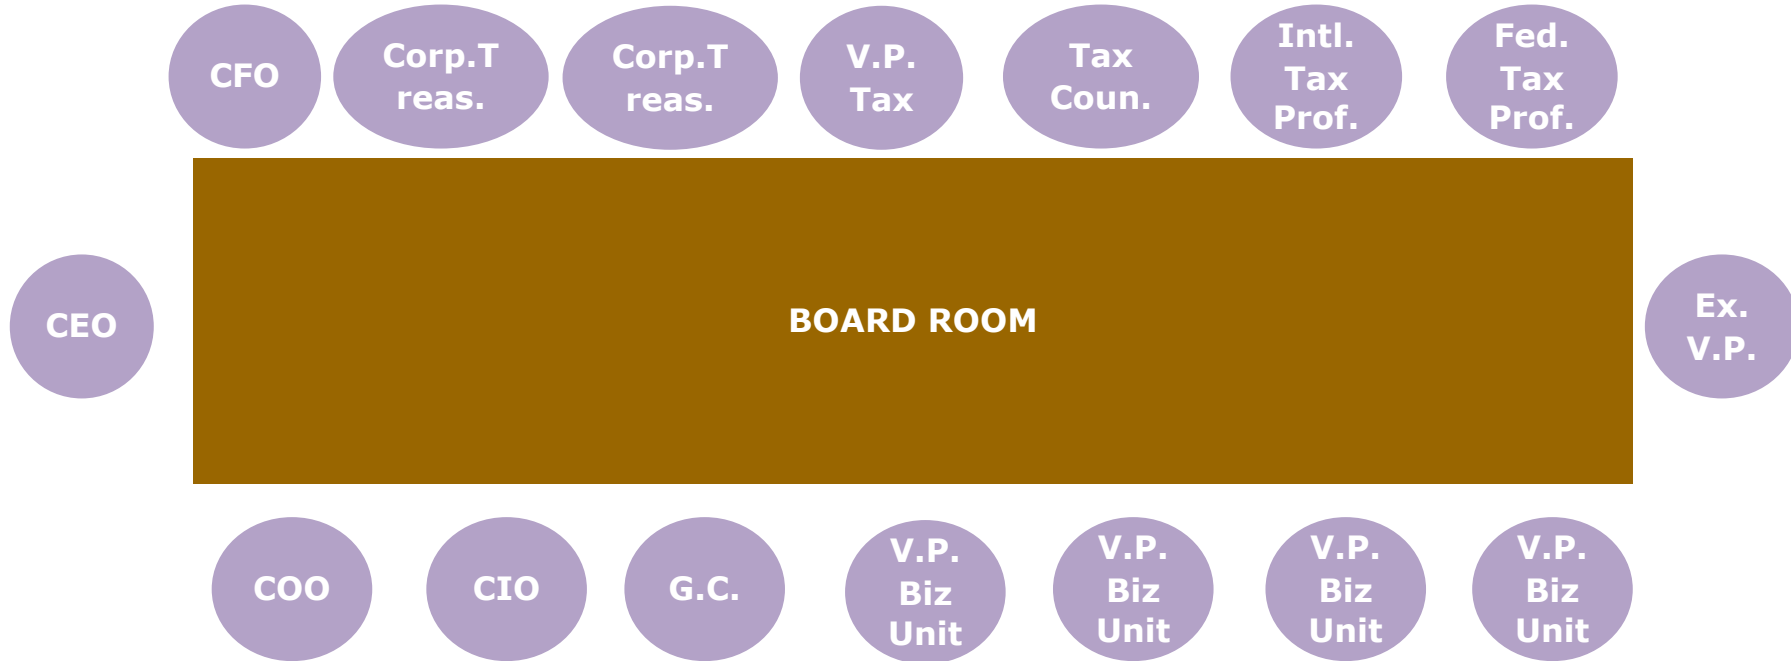 CFO
Corp.T
reas.
Corp.T
reas.
V.P.
Tax
Tax
Coun.
Intl.
Tax
Prof.
Fed.
Tax
Prof.
CEO
BOARD ROOM
Ex.
V.P.
COO
CIO
G.C.
V.P.
Biz
Unit
V.P.
Biz
Unit
V.P.
Biz
Unit
V.P.
Biz
Unit